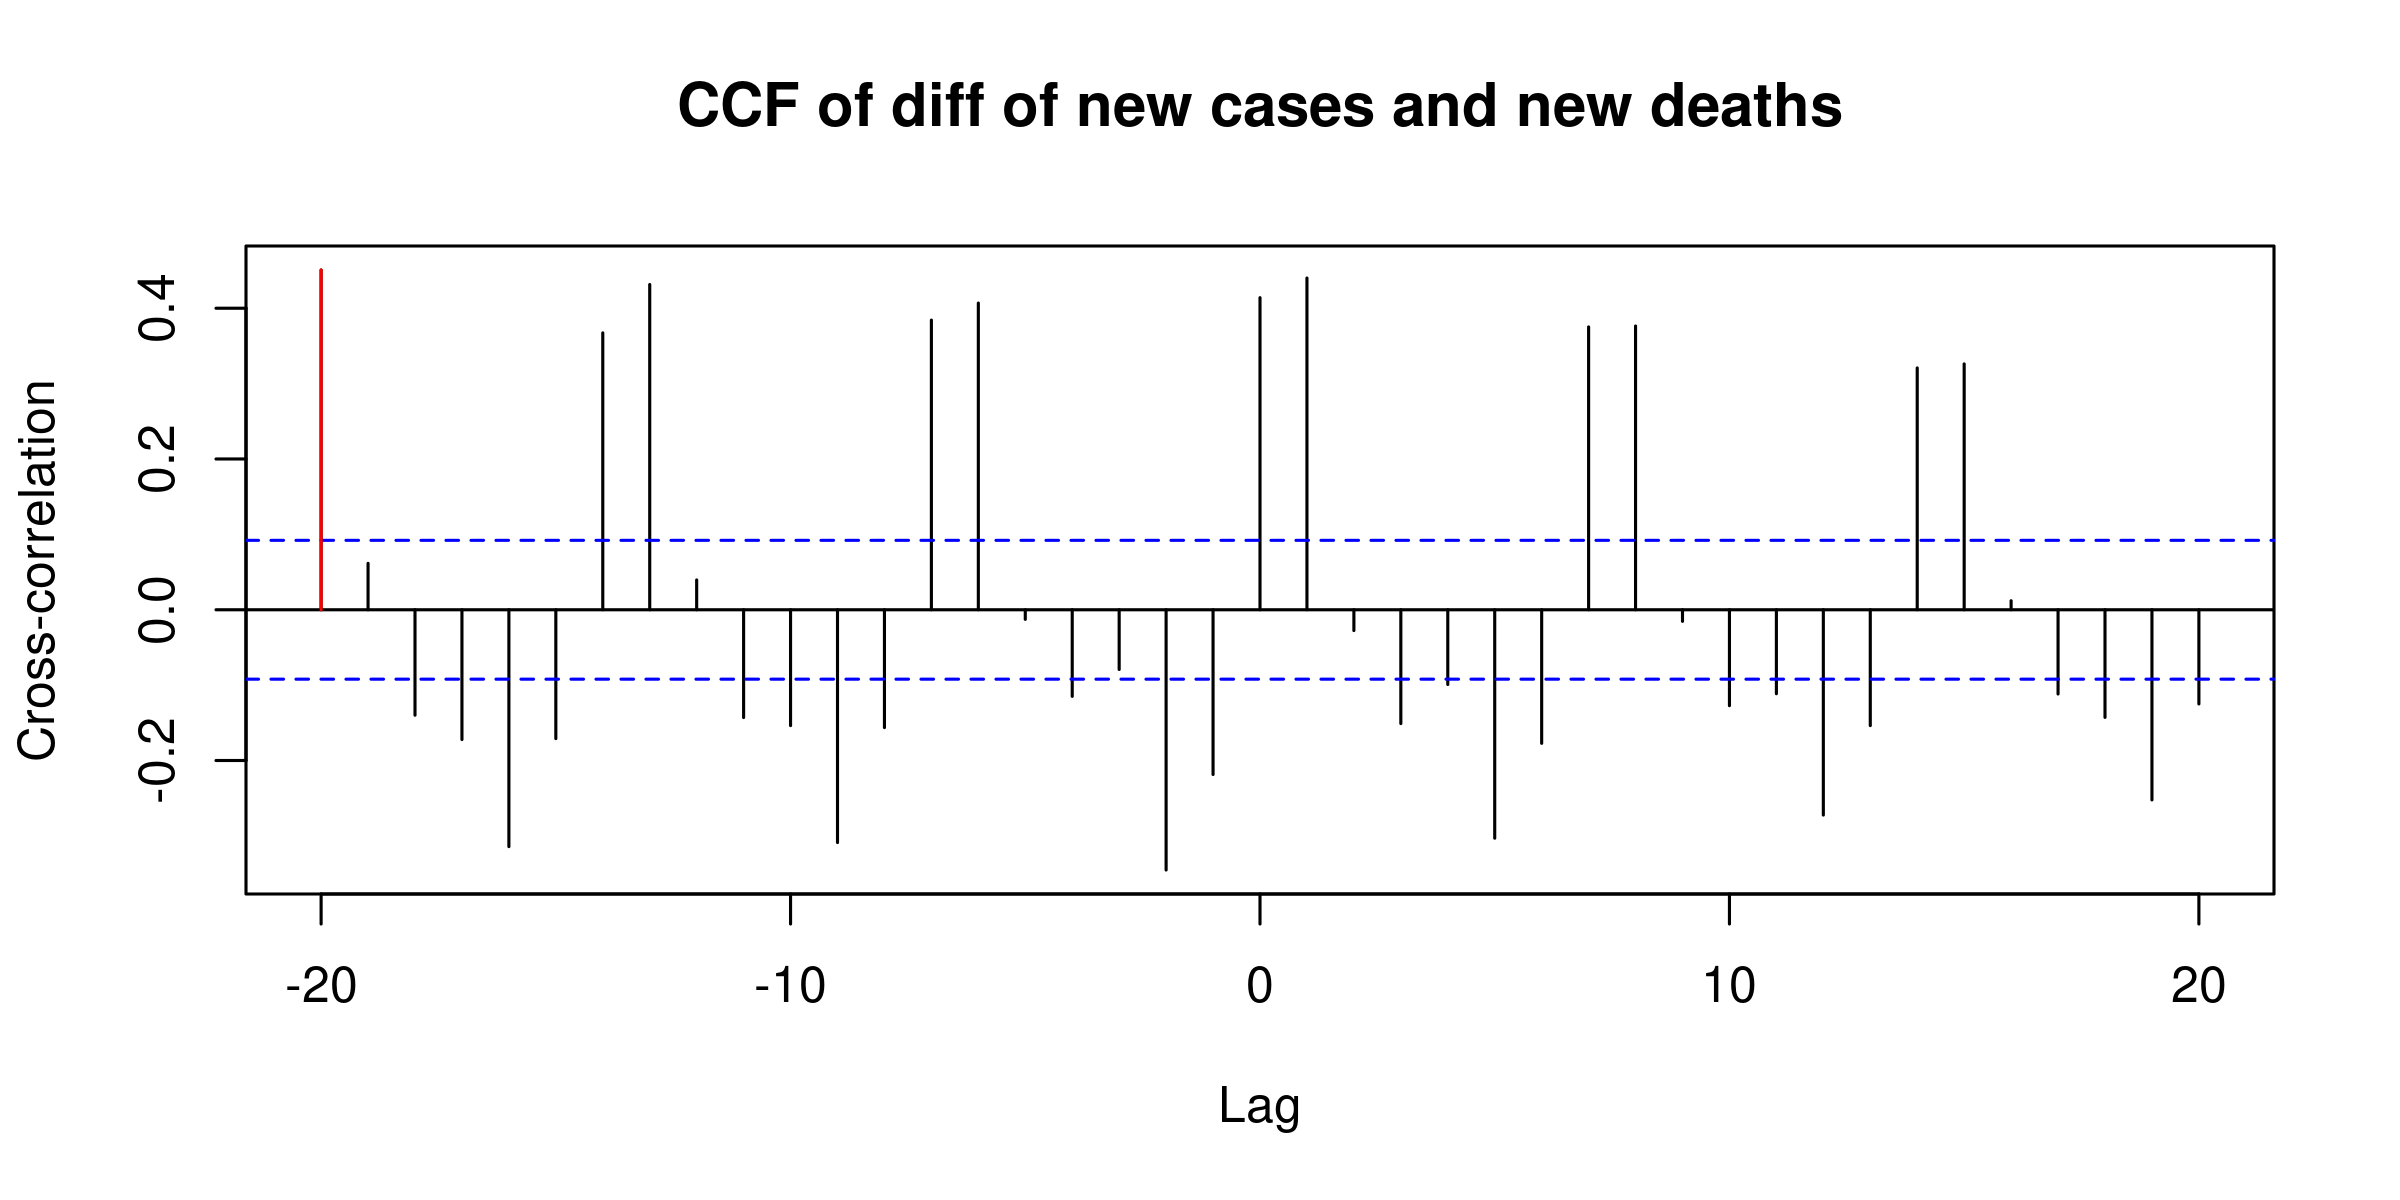 CCF of diff of new cases and new deaths
Cross-correlation
0.4
0.2
0.0
-0.2
-20 -10 0 10 20
Lag